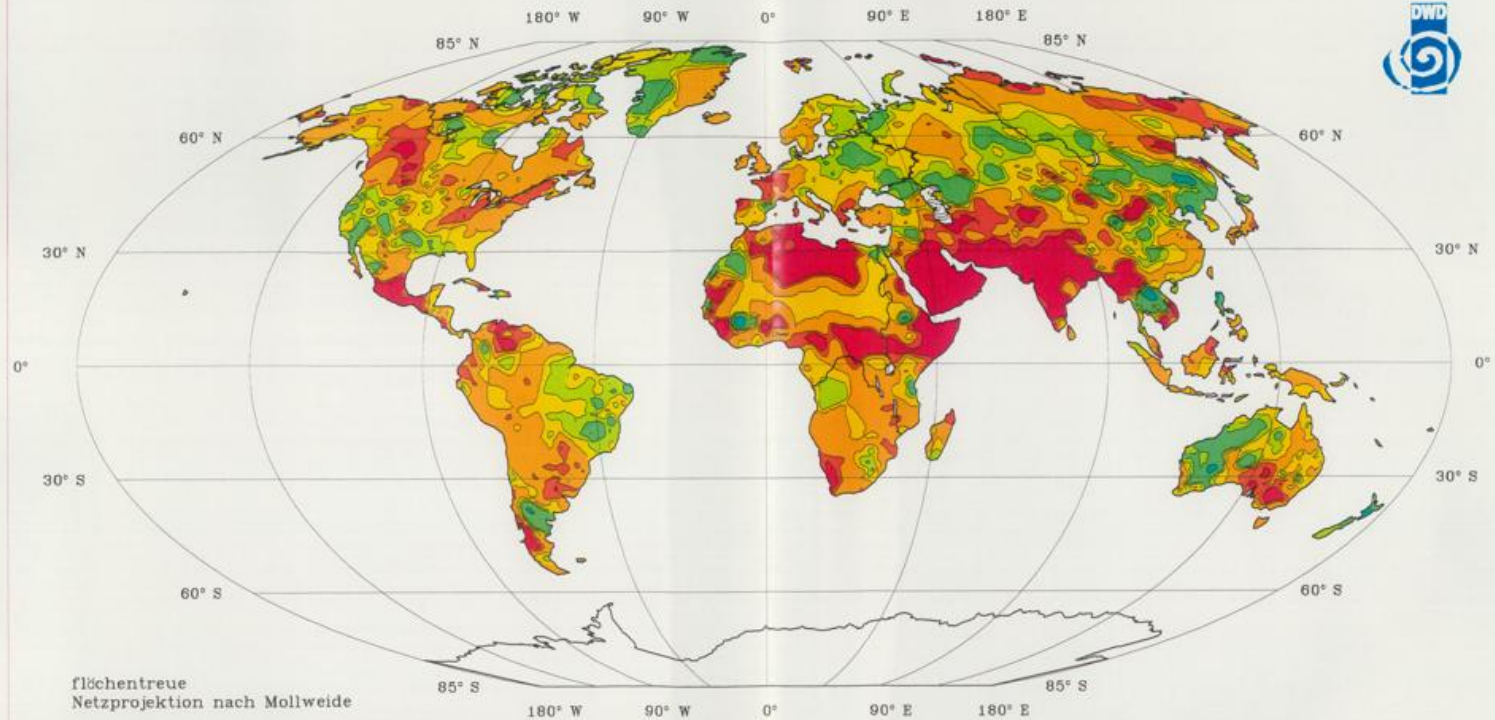 180° W 90° W 0° 90° E 180° E
DWD
85° N 85° N
60° N 60° N
30° N 30° N
0° 0°
30° S 30° S
60° S 60° S
flächentreue
Netzprojektion nach Mollweide
85° S 85° S
180° W 90° W 0° 90° E 180° E